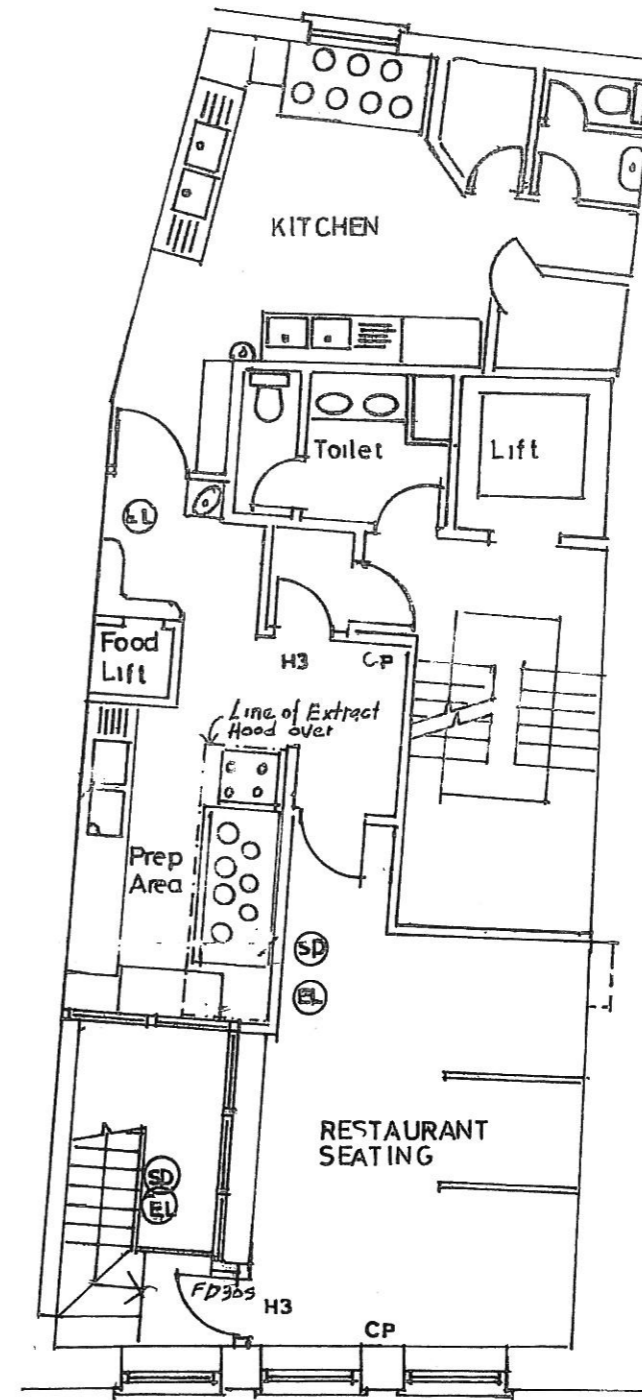 KITCHEN
Toilet
Lift
EL
Food
Lift
H3
CP
Line of Extract
Hood over
Prep
Area
SD
EL
RESTAURANT
SEATING
SD
EL
FD30S
H3
CP